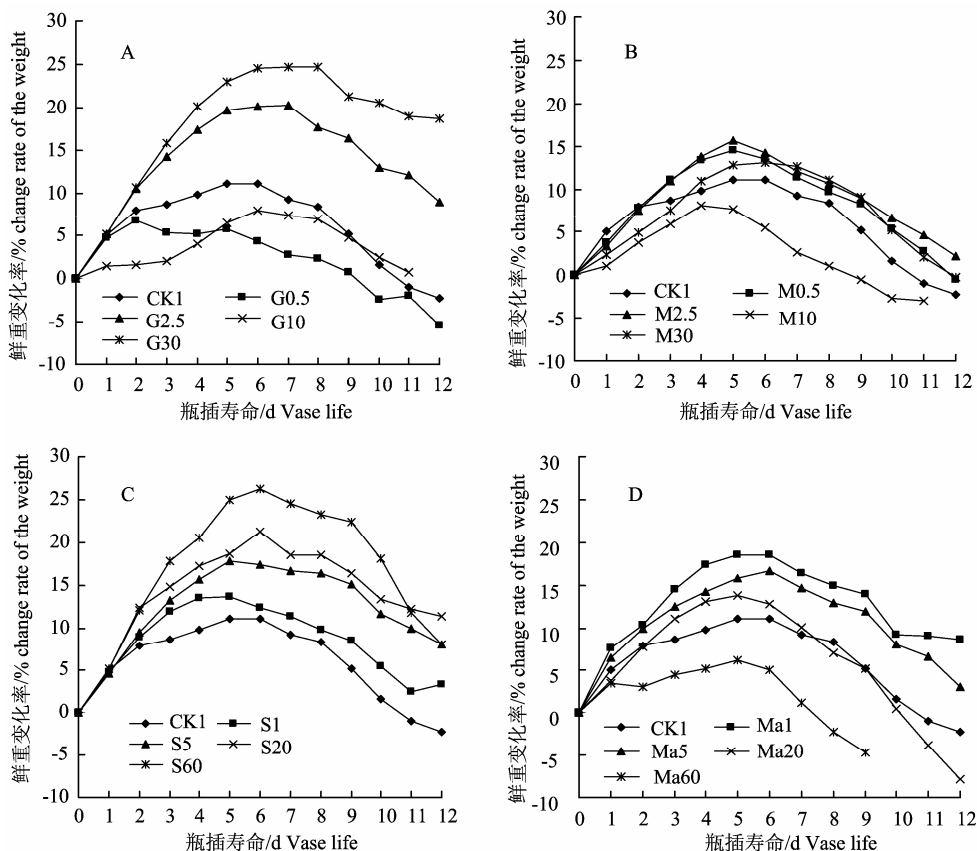 鲜重变化率/% change rate of the weight
30
25
20
15
10
5
0
-5
-10
A
CK1 G0.5
G2.5 G10
G30
0 1 2 3 4 5 6 7 8 9 10 11 12
瓶插寿命/d Vase life
鲜重变化率/% change rate of the weight
30
25
20
15
10
5
0
-5
-10
B
CK1 M0.5
M2.5 M10
M30
0 1 2 3 4 5 6 7 8 9 10 11 12
瓶插寿命/d Vase life
鲜重变化率/% change rate of the weight
30
25
20
15
10
5
0
-5
-10
C
CK1 S1
S5 S20
S60
0 1 2 3 4 5 6 7 8 9 10 11 12
瓶插寿命/d Vase life
鲜重变化率/% change rate of the weight
30
25
20
15
10
5
0
-5
-10
D
CK1 Ma1
Ma5 Ma20
Ma60
0 1 2 3 4 5 6 7 8 9 10 11 12
瓶插寿命/d Vase life